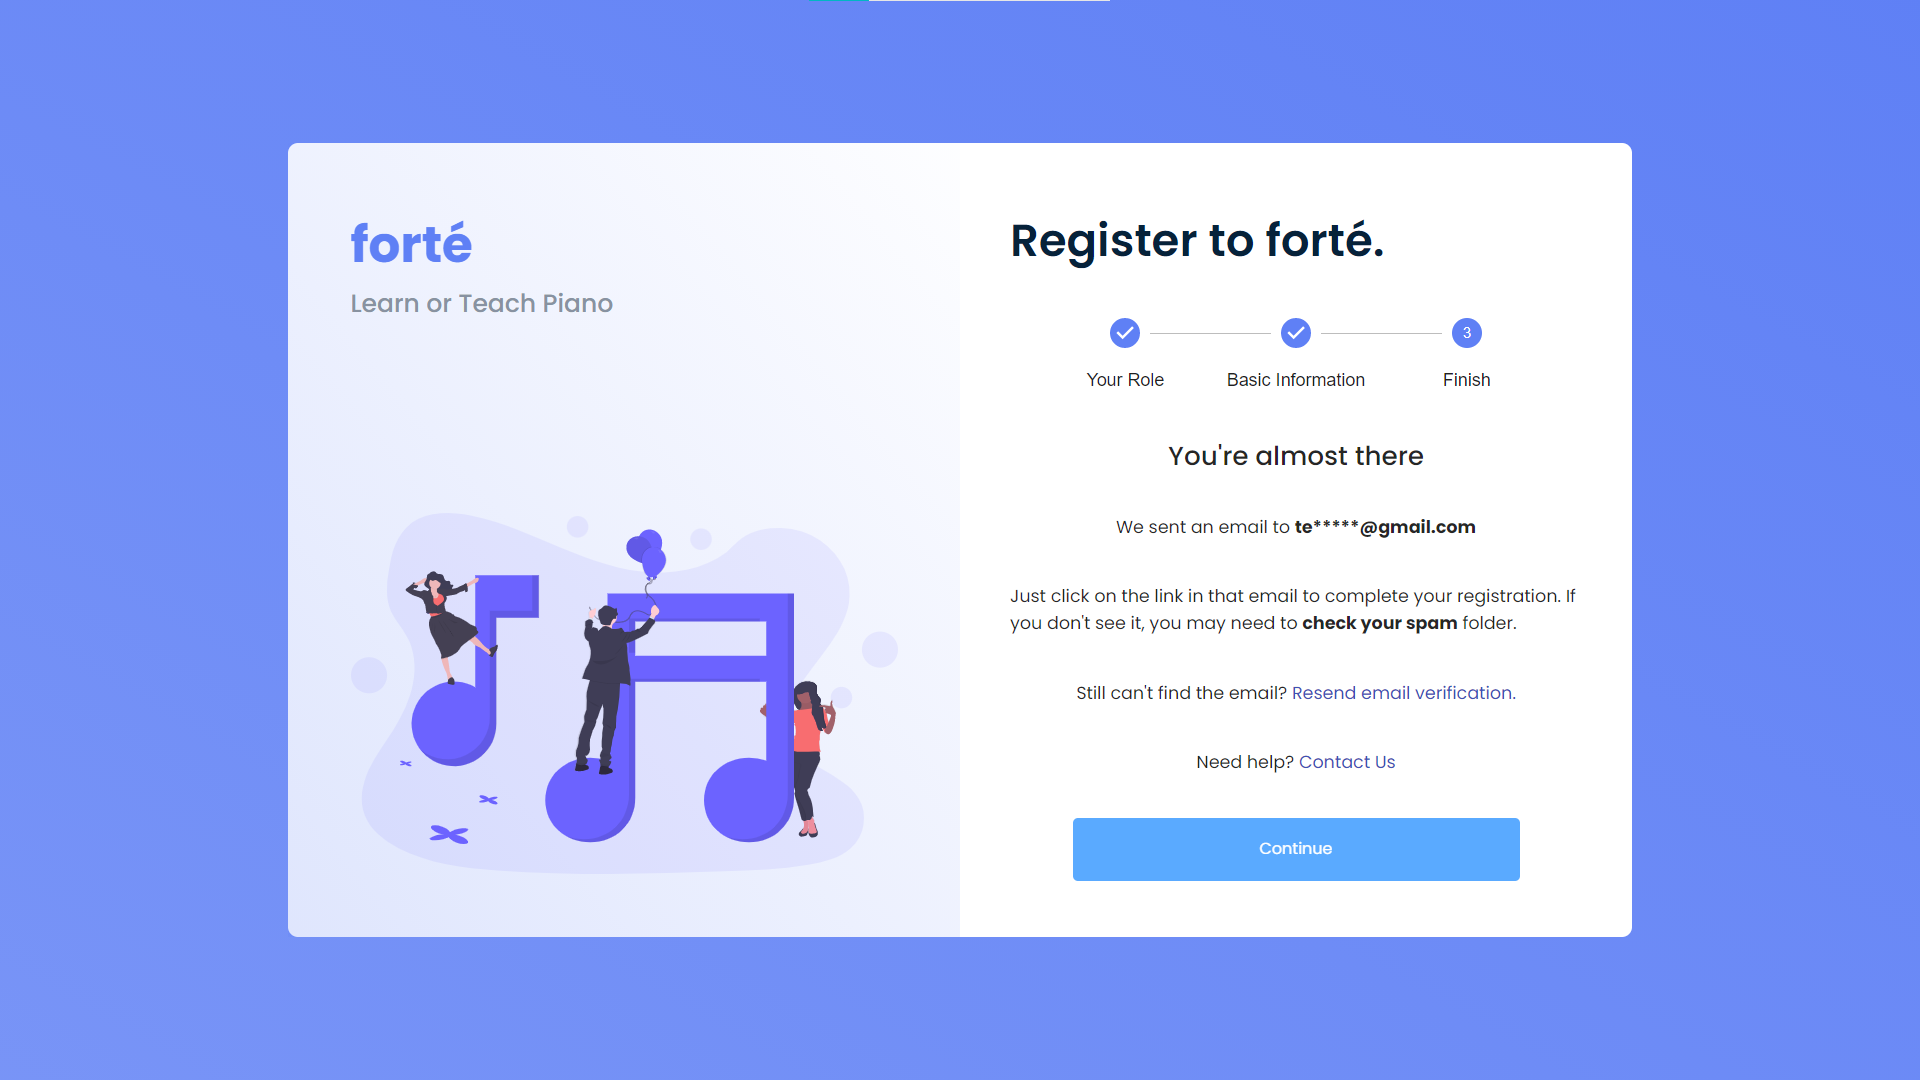 forté
Learn or Teach Piano
Register to forté.
3
Your Role
Basic Information
Finish
You're almost there
We sent an email to te*****@gmail.com
Just click on the link in that email to complete your registration. If
you don't see it, you may need to check your spam folder.
Still can't find the email? Resend email verification.
Need help? Contact Us
Continue